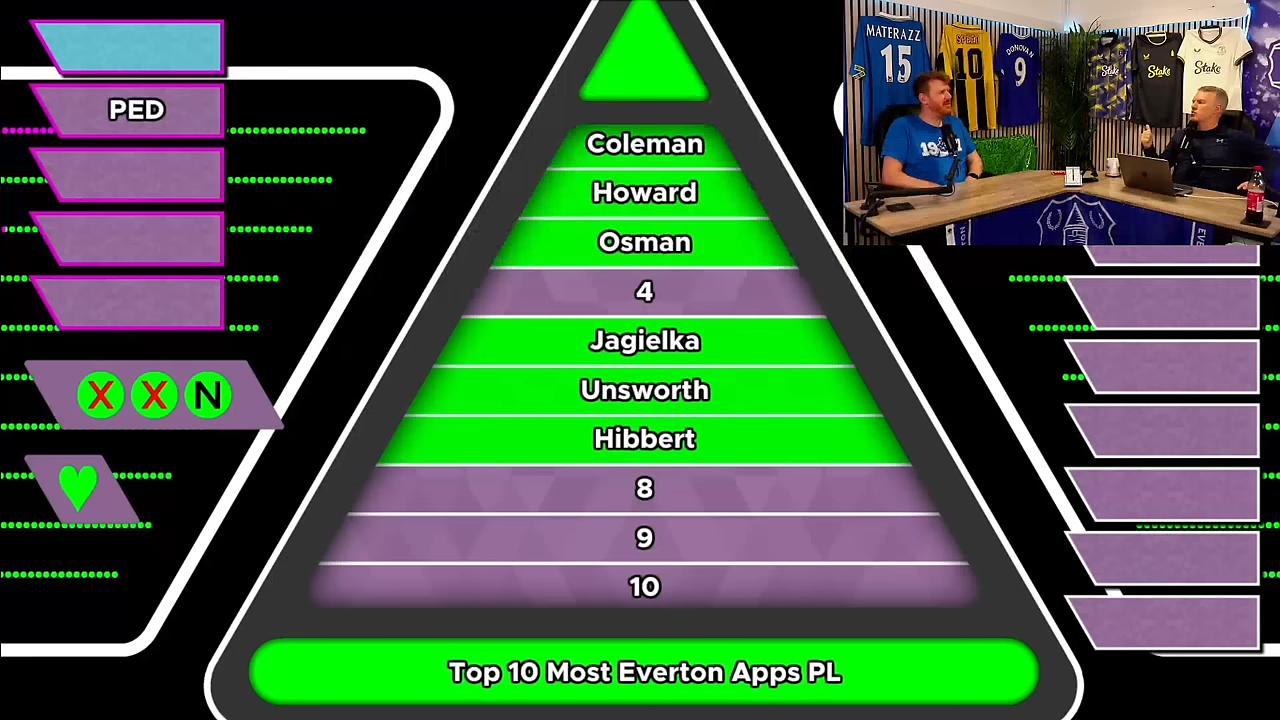 PED
X X N
Coleman
Howard
Osman
4
Jagielka
Unsworth
Hibbert
8
9
10
Top 10 Most Everton Apps PL
MATERAZZ
15
10
DONOVAN
9
Stake
Stake
Stake